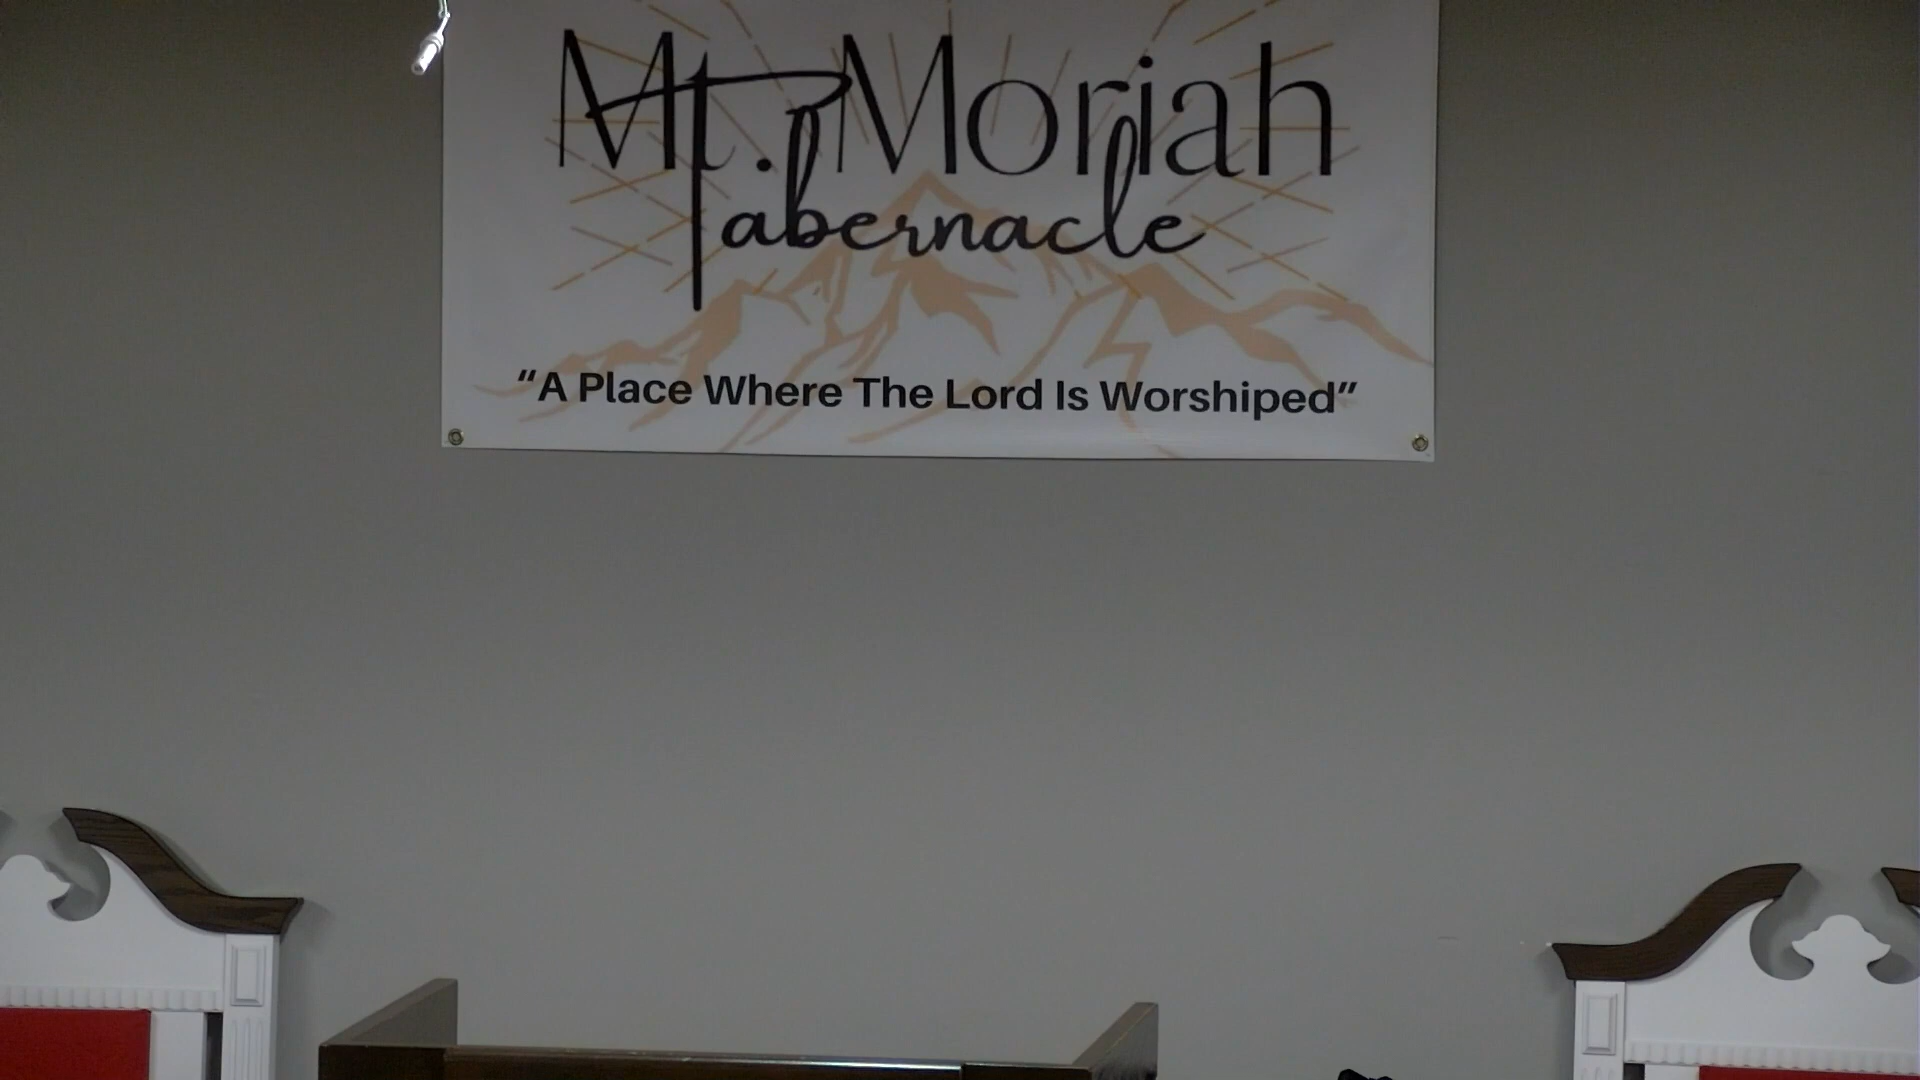 Mt. Moriah
Tabernacle
“A Place Where The Lord Is Worshiped”